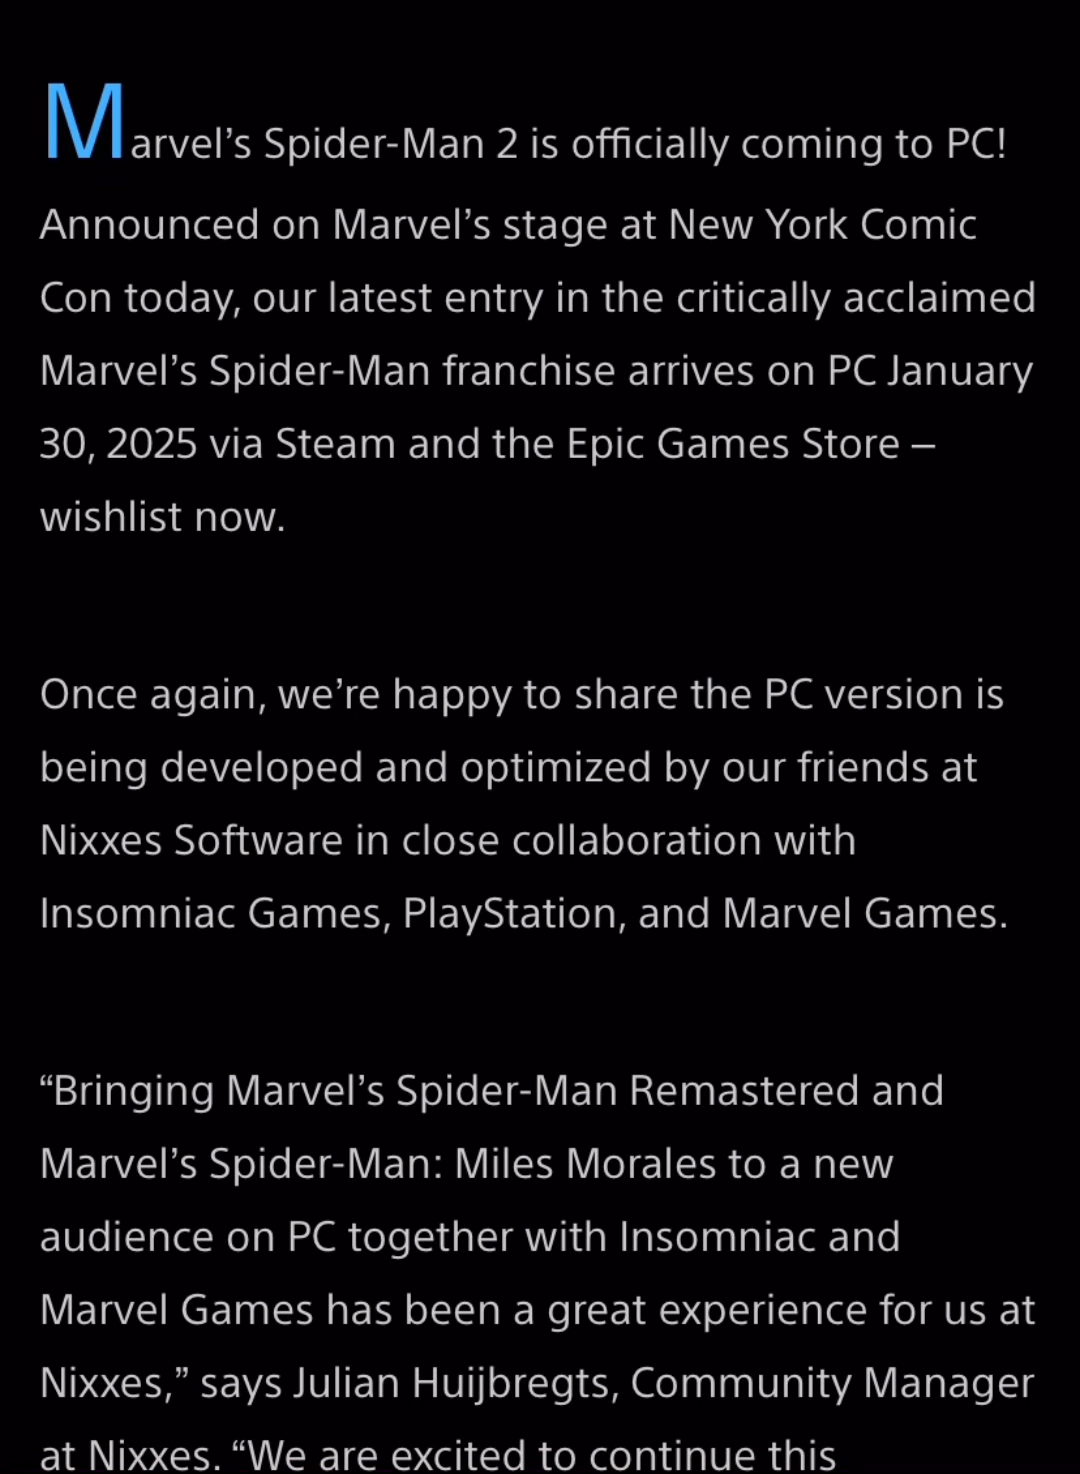 Marvel’s Spider-Man 2 is officially coming to PC!
Announced on Marvel’s stage at New York Comic
Con today, our latest entry in the critically acclaimed
Marvel’s Spider-Man franchise arrives on PC January
30, 2025 via Steam and the Epic Games Store –
wishlist now.
Once again, we’re happy to share the PC version is
being developed and optimized by our friends at
Nixxes Software in close collaboration with
Insomniac Games, PlayStation, and Marvel Games.
“Bringing Marvel’s Spider-Man Remastered and
Marvel’s Spider-Man: Miles Morales to a new
audience on PC together with Insomniac and
Marvel Games has been a great experience for us at
Nixxes,” says Julian Huijbregts, Community Manager
at Nixxes. “We are excited to continue this